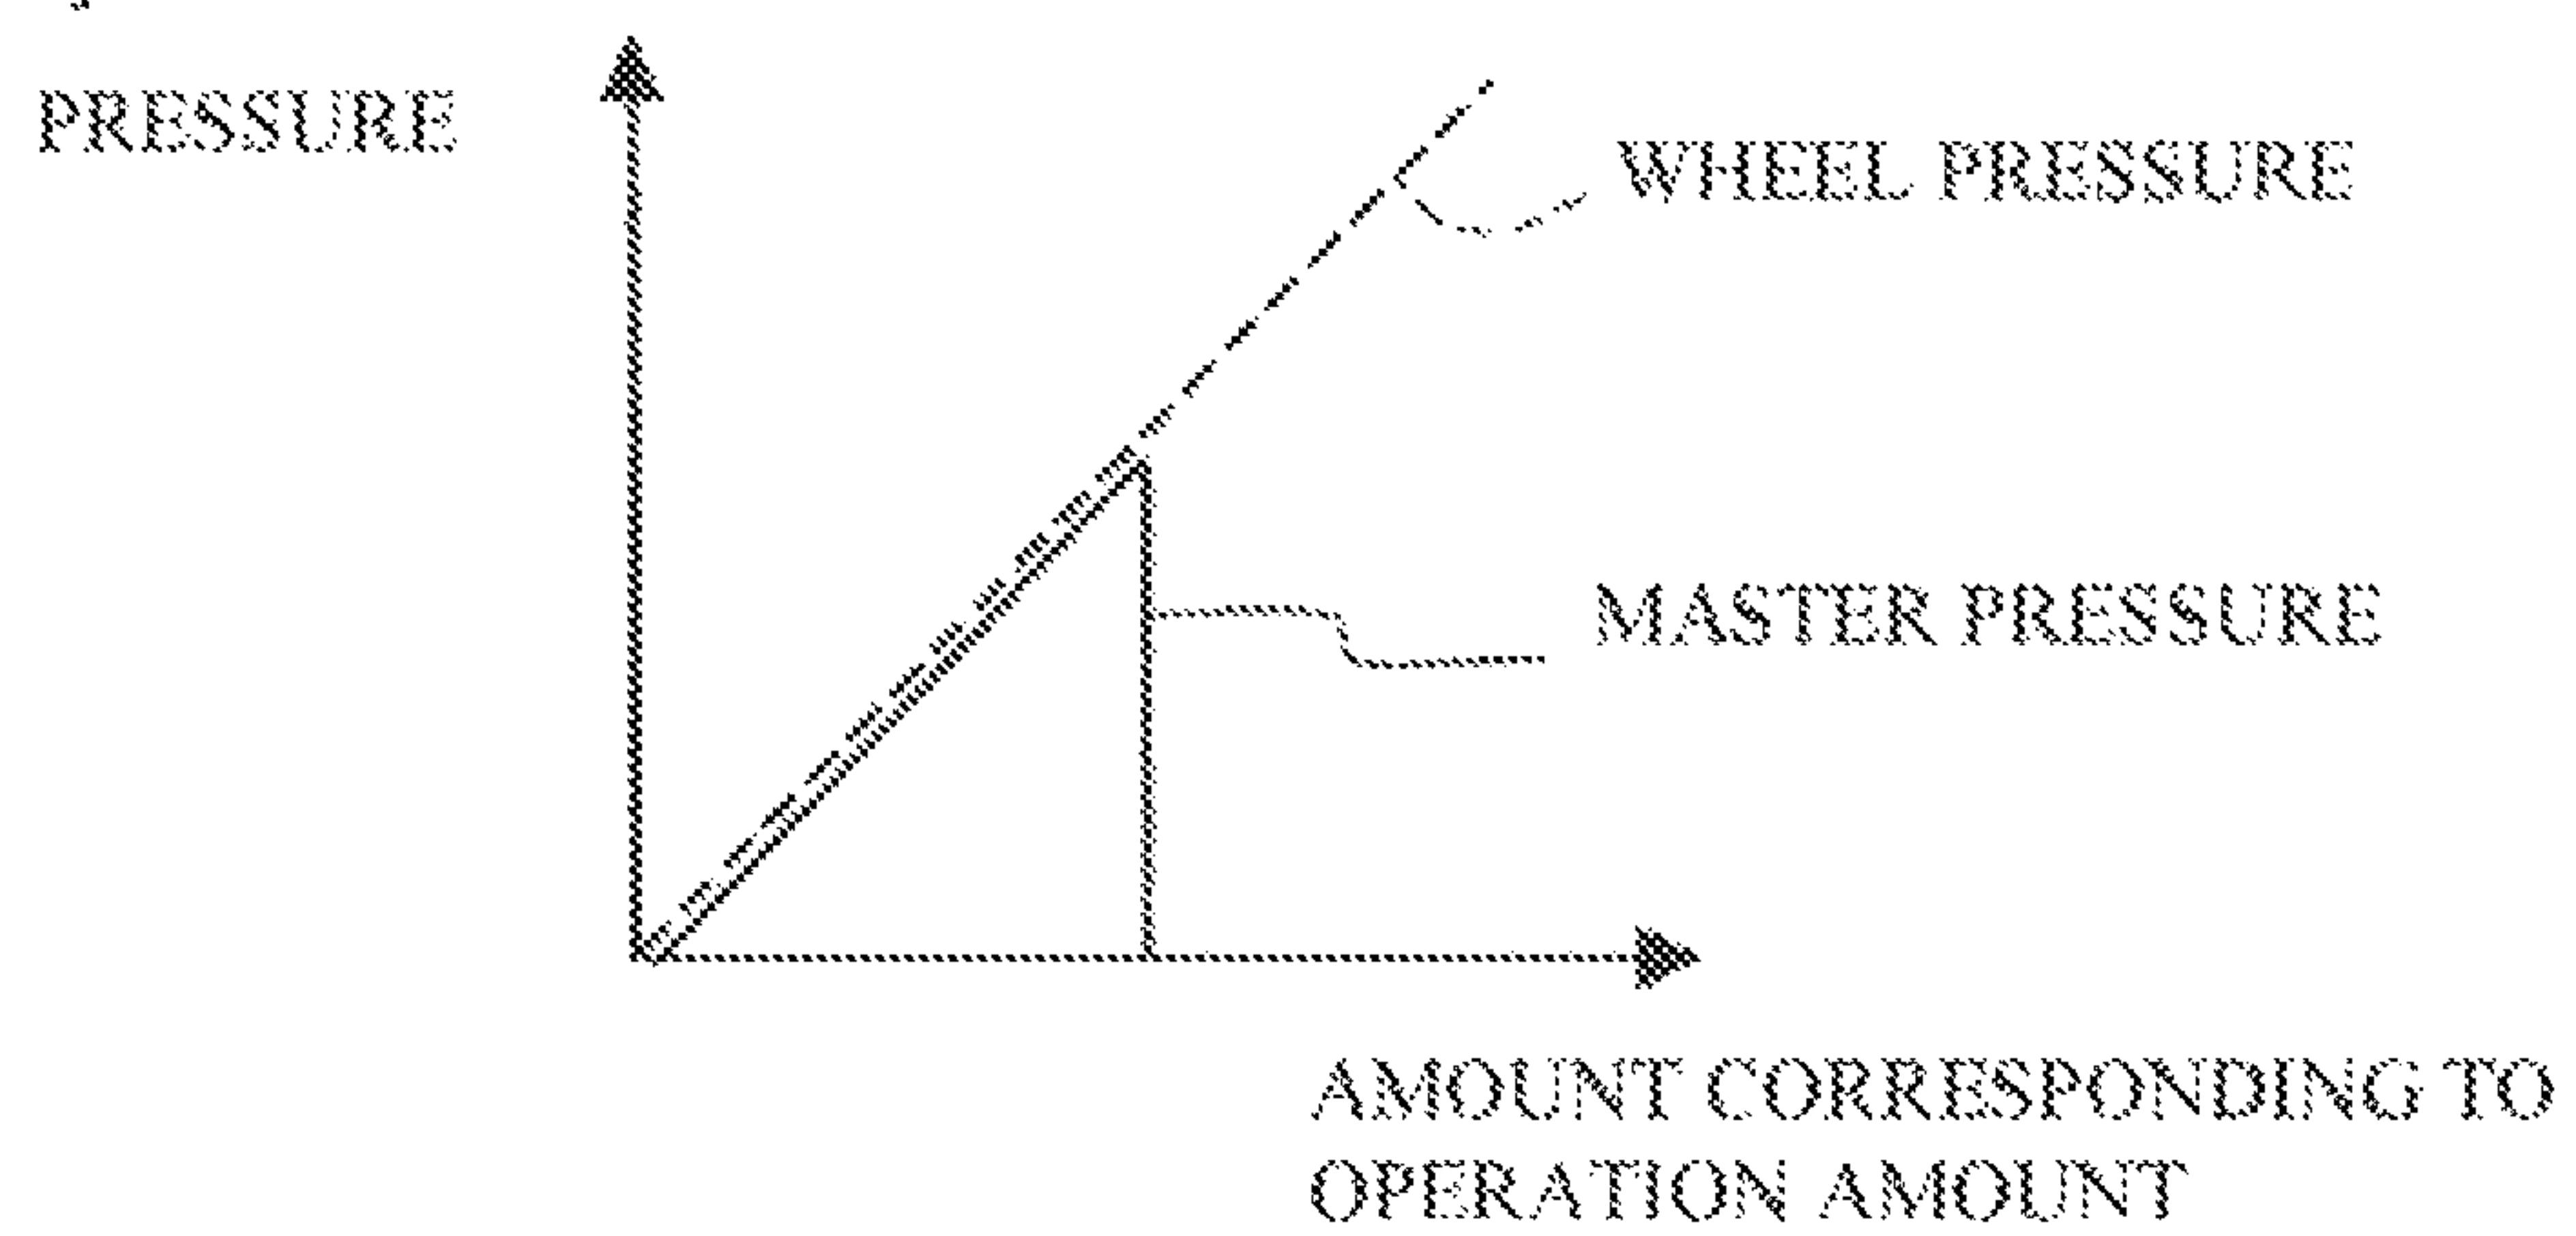 PRESSURE
WHEEL PRESSURE
MASTER PRESSURE
AMOUNT CORRESPONDING TO
OPERATION AMOUNT